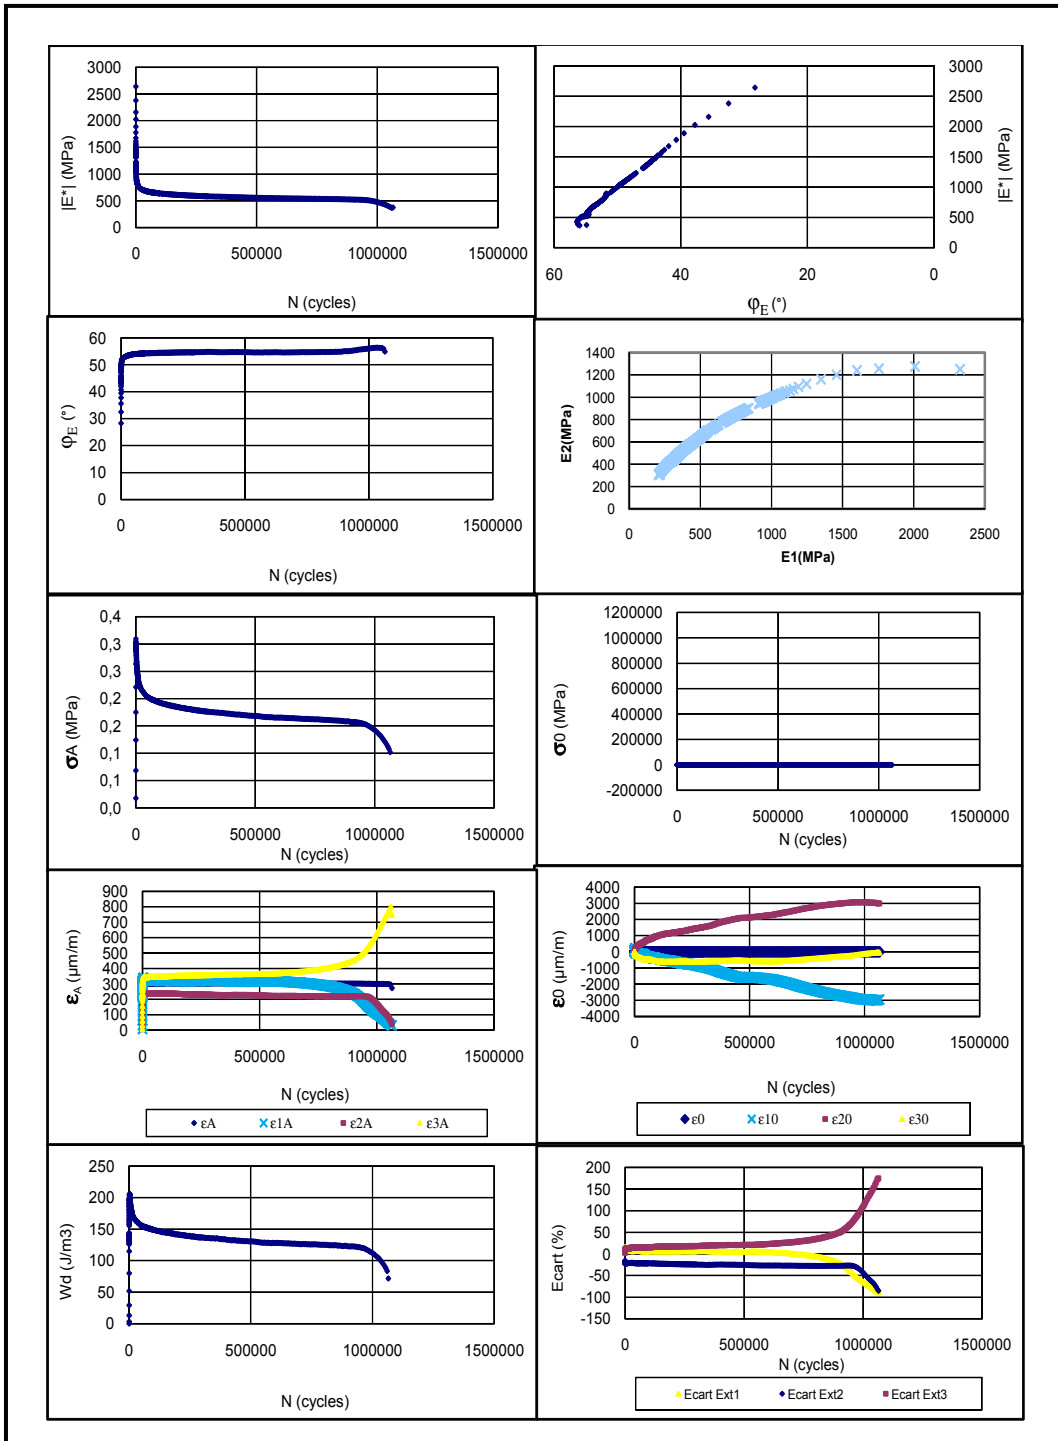 3000
2500
2000
1500
1000
500
0
|E*| (MPa)
0 500000 1000000 1500000
N (cycles)
3000
2500
2000
1500
1000
500
0
|E*| (MPa)
60 40 20 0
φE (°)
60
50
40
30
20
10
0
φE (°)
0 500000 1000000 1500000
N (cycles)
1400
1200
1000
800
600
400
200
0
E2(MPa)
0 500 1000 1500 2000 2500
E1(MPa)
0,4
0,3
0,3
0,2
0,2
0,1
0,1
0,0
σA (MPa)
0 500000 1000000 1500000
N (cycles)
1200000
1000000
800000
600000
400000
200000
0
-200000
σ0 (MPa)
0 500000 1000000 1500000
N (cycles)
900
800
700
600
500
400
300
200
100
0
εA (µm/m)
0 500000 1000000 1500000
N (cycles)
εA ε1A ε2A ε3A
4000
3000
2000
1000
0
-1000
-2000
-3000
-4000
ε0 (µm/m)
0 500000 1000000 1500000
N (cycles)
ε0 ε10 ε20 ε30
250
200
150
100
50
0
Wd (J/m3)
0 500000 1000000 1500000
N (cycles)
200
150
100
50
0
-50
-100
-150
Ecart (%)
0 500000 1000000 1500000
N (cycles)
Ecart Ext1 Ecart Ext2 Ecart Ext3